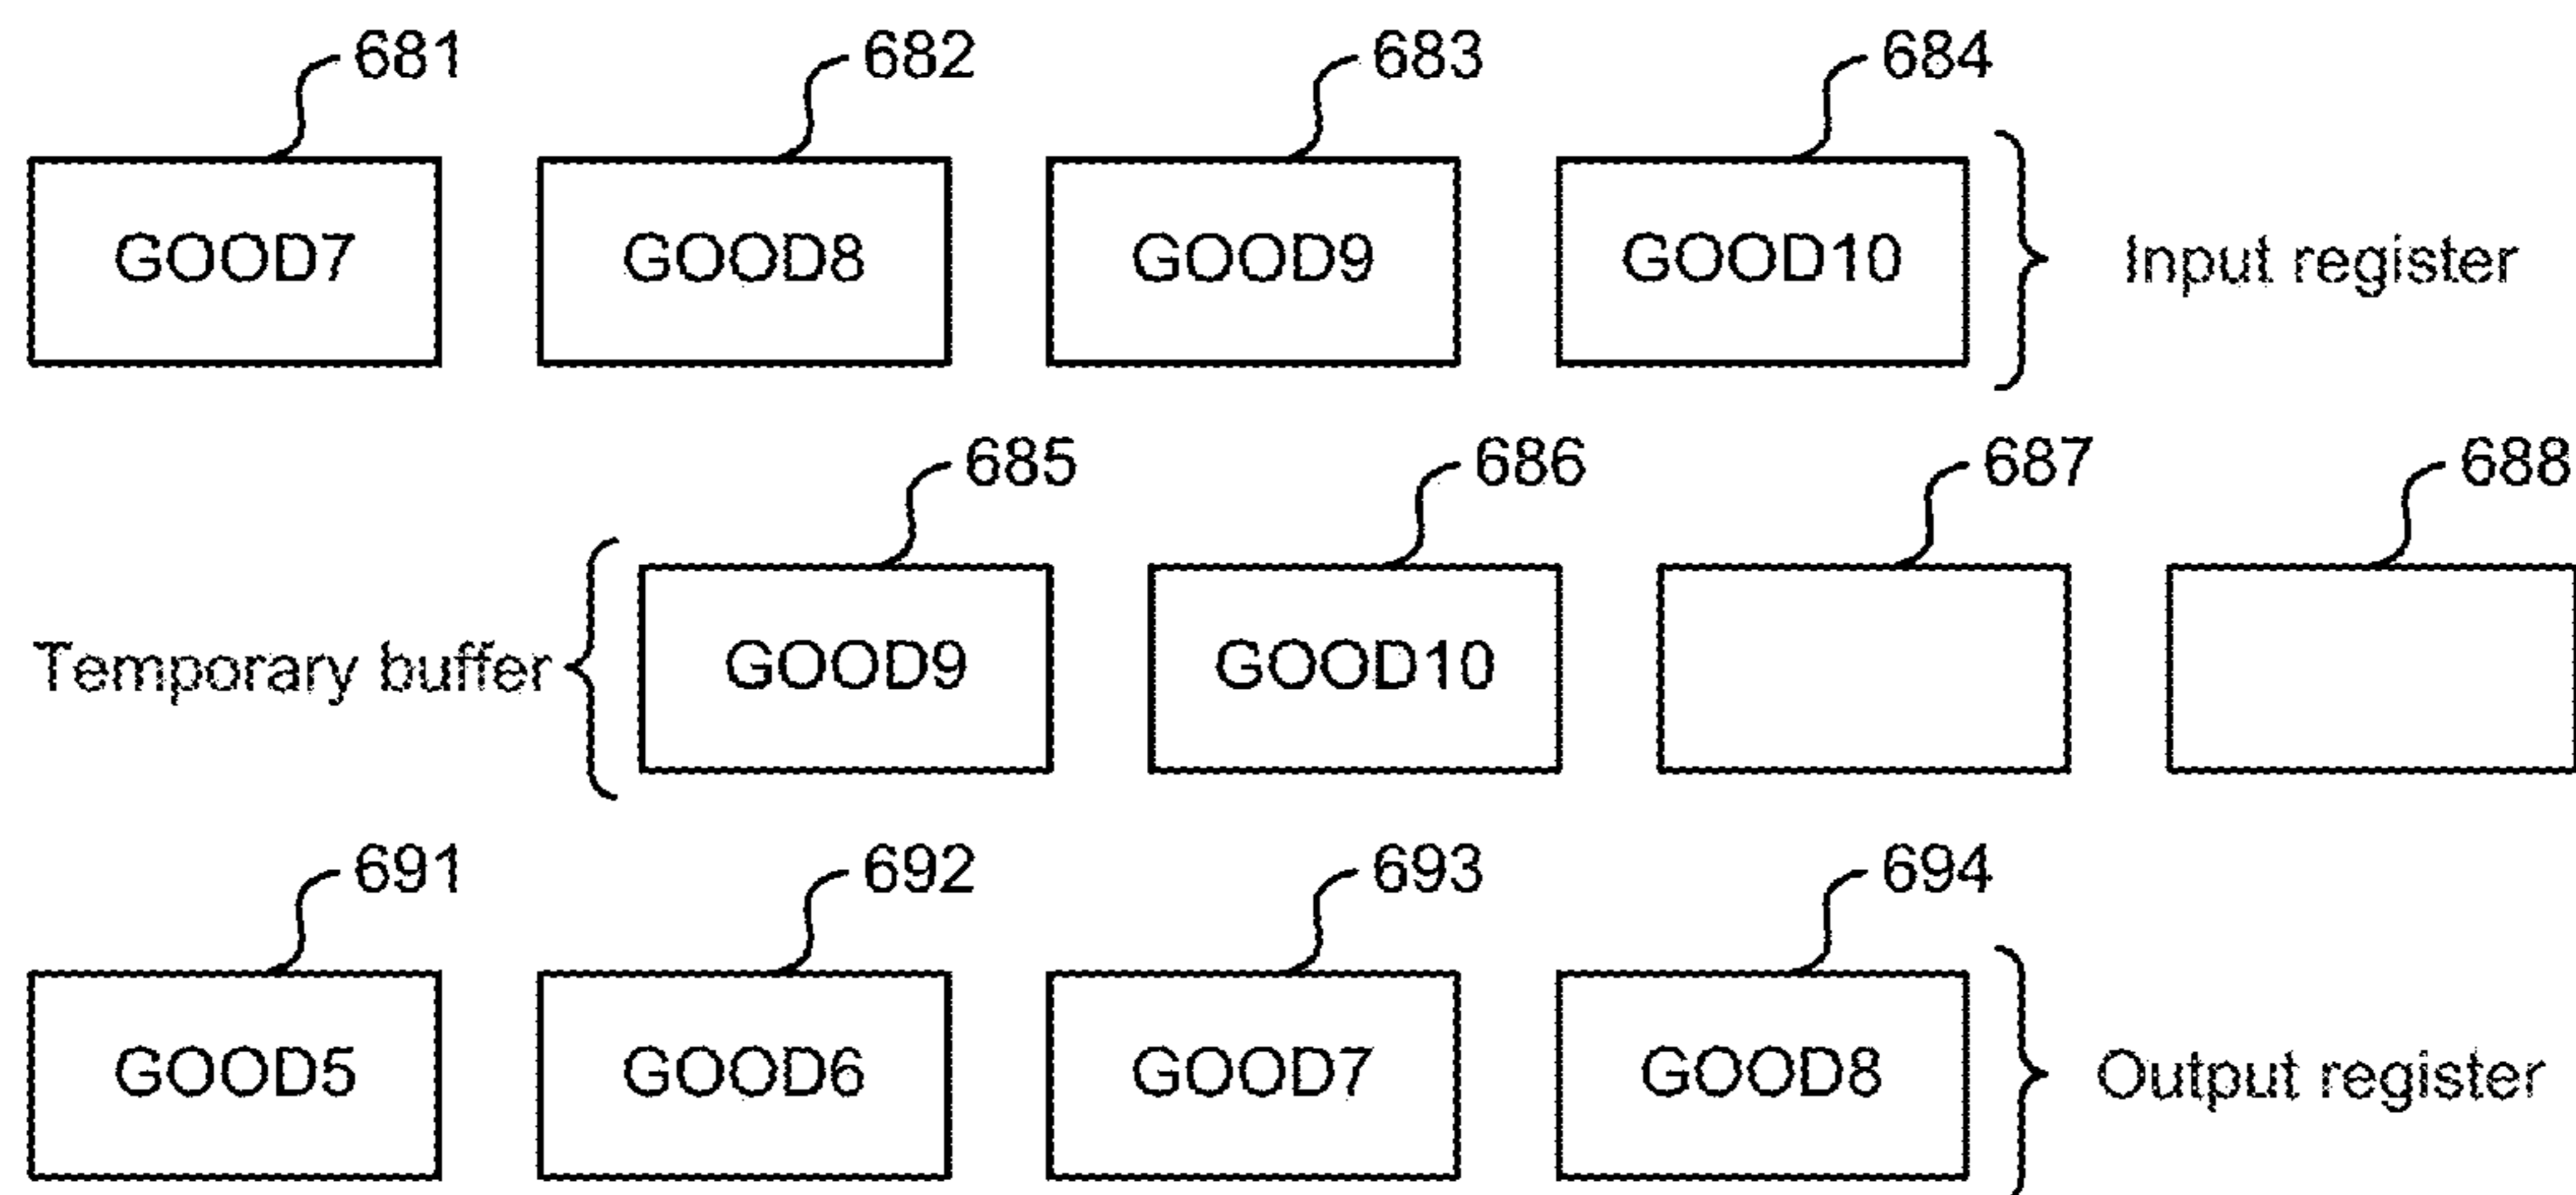 681 682 683 684
GOOD7 GOOD8 GOOD9 GOOD10 Input register
685 686 687 688
Temporary buffer GOOD9 GOOD10
691 692 693 694
GOOD5 GOOD6 GOOD7 GOOD8 Output register